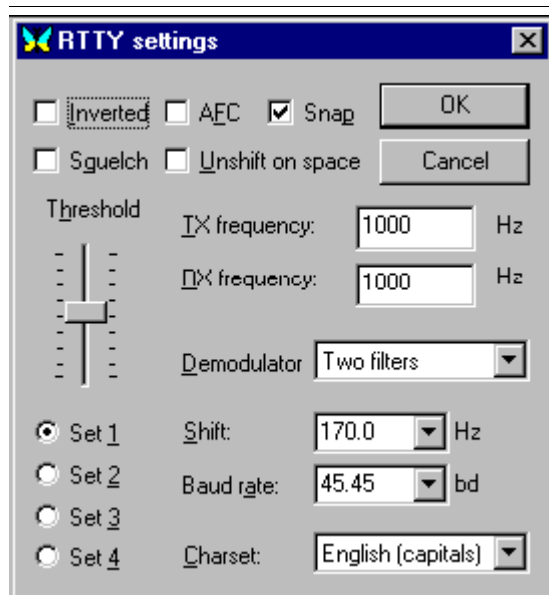 RTTY settings
Inverted AFC Snap OK
Squelch Unshift on space Cancel
Threshold
TX frequency: 1000 Hz
DX frequency: 1000 Hz
Demodulator Two filters
Set 1 Shift: 170.0 Hz
Set 2 Baud rate: 45.45 bd
Set 3
Set 4 Charset: English (capitals)